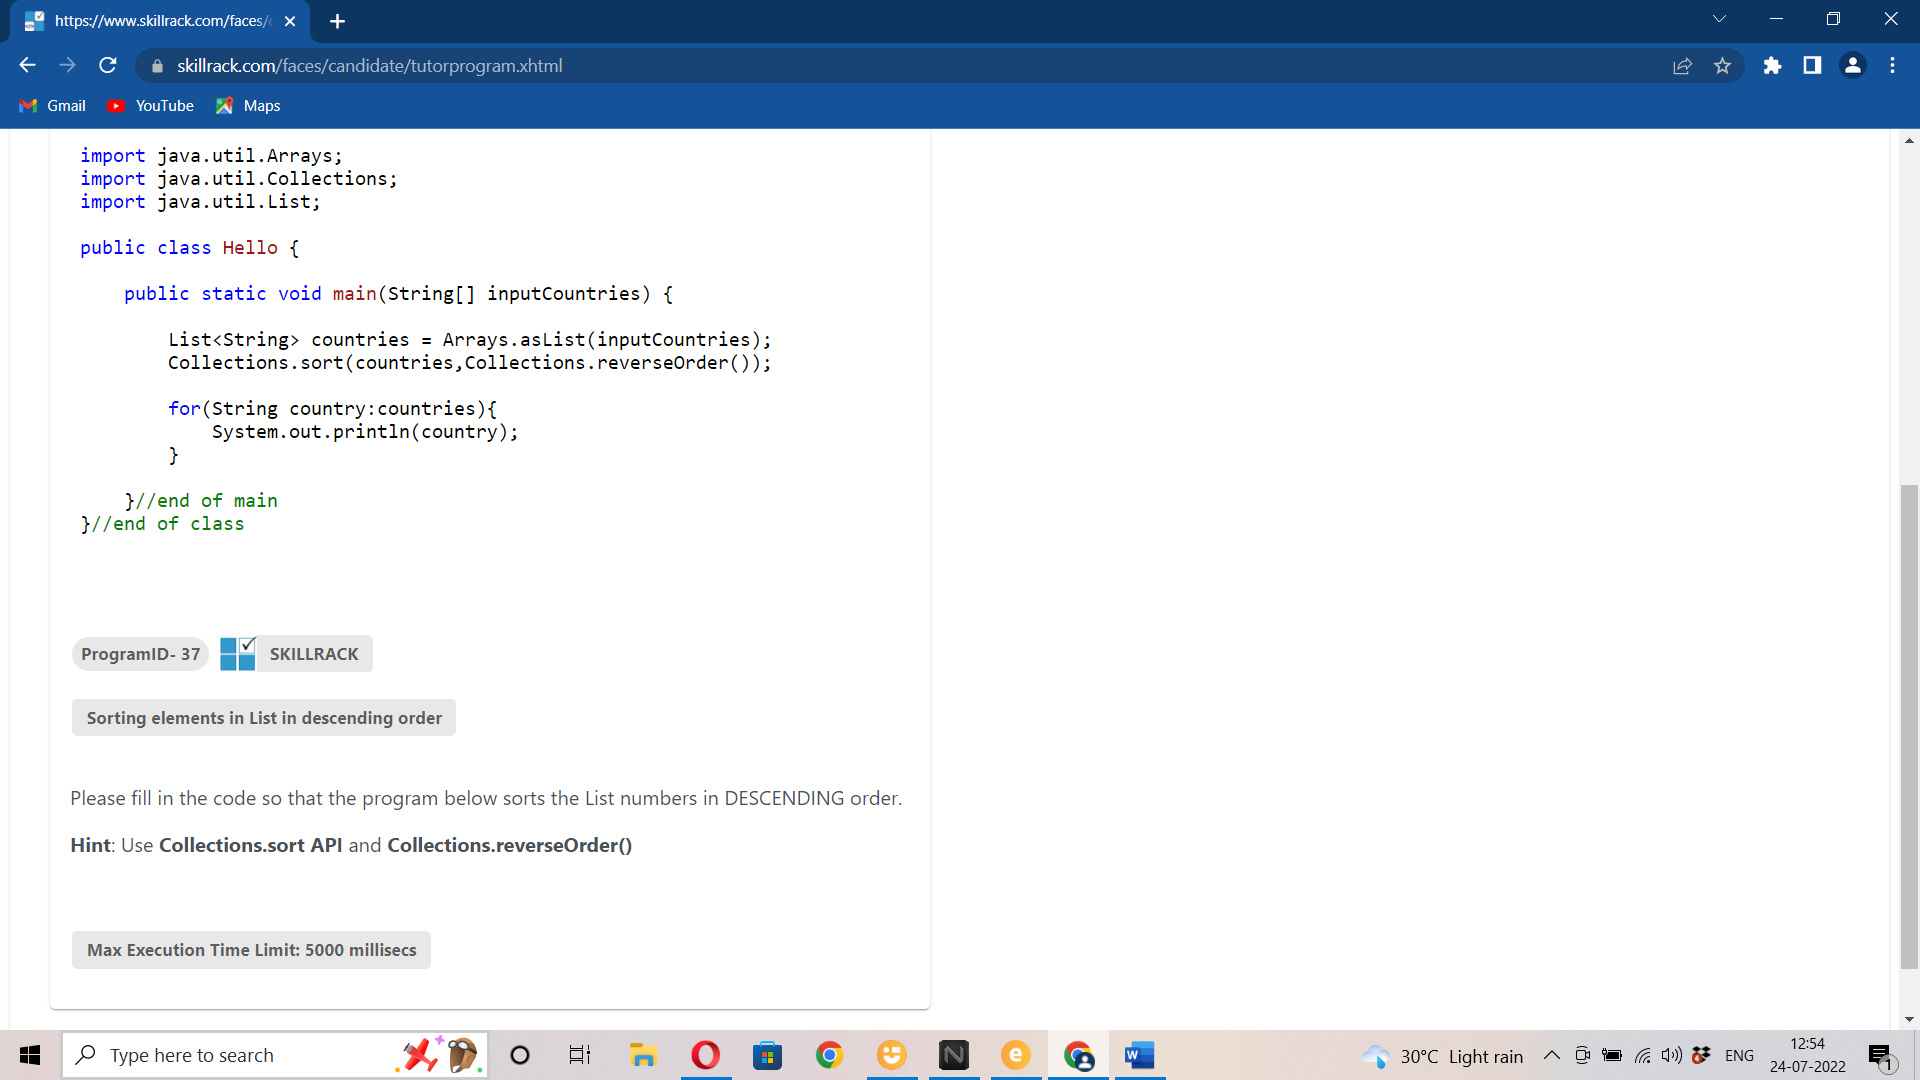 https://www.skillrack.com/faces/c
skillrack.com/faces/candidate/tutorprogram.xhtml
Gmail YouTube Maps
import java.util.Arrays;
import java.util.Collections;
import java.util.List;
public class Hello {
public static void main(String[] inputCountries) {
List<String> countries = Arrays.asList(inputCountries);
Collections.sort(countries,Collections.reverseOrder());
for(String country:countries){
System.out.println(country);
}
}//end of main
}//end of class
ProgramID- 37 SKILLRACK
Sorting elements in List in descending order
Please fill in the code so that the program below sorts the List numbers in DESCENDING order.
Hint: Use Collections.sort API and Collections.reverseOrder()
Max Execution Time Limit: 5000 millisecs
Type here to search
30°C Light rain
ENG
12:54
24-07-2022
1